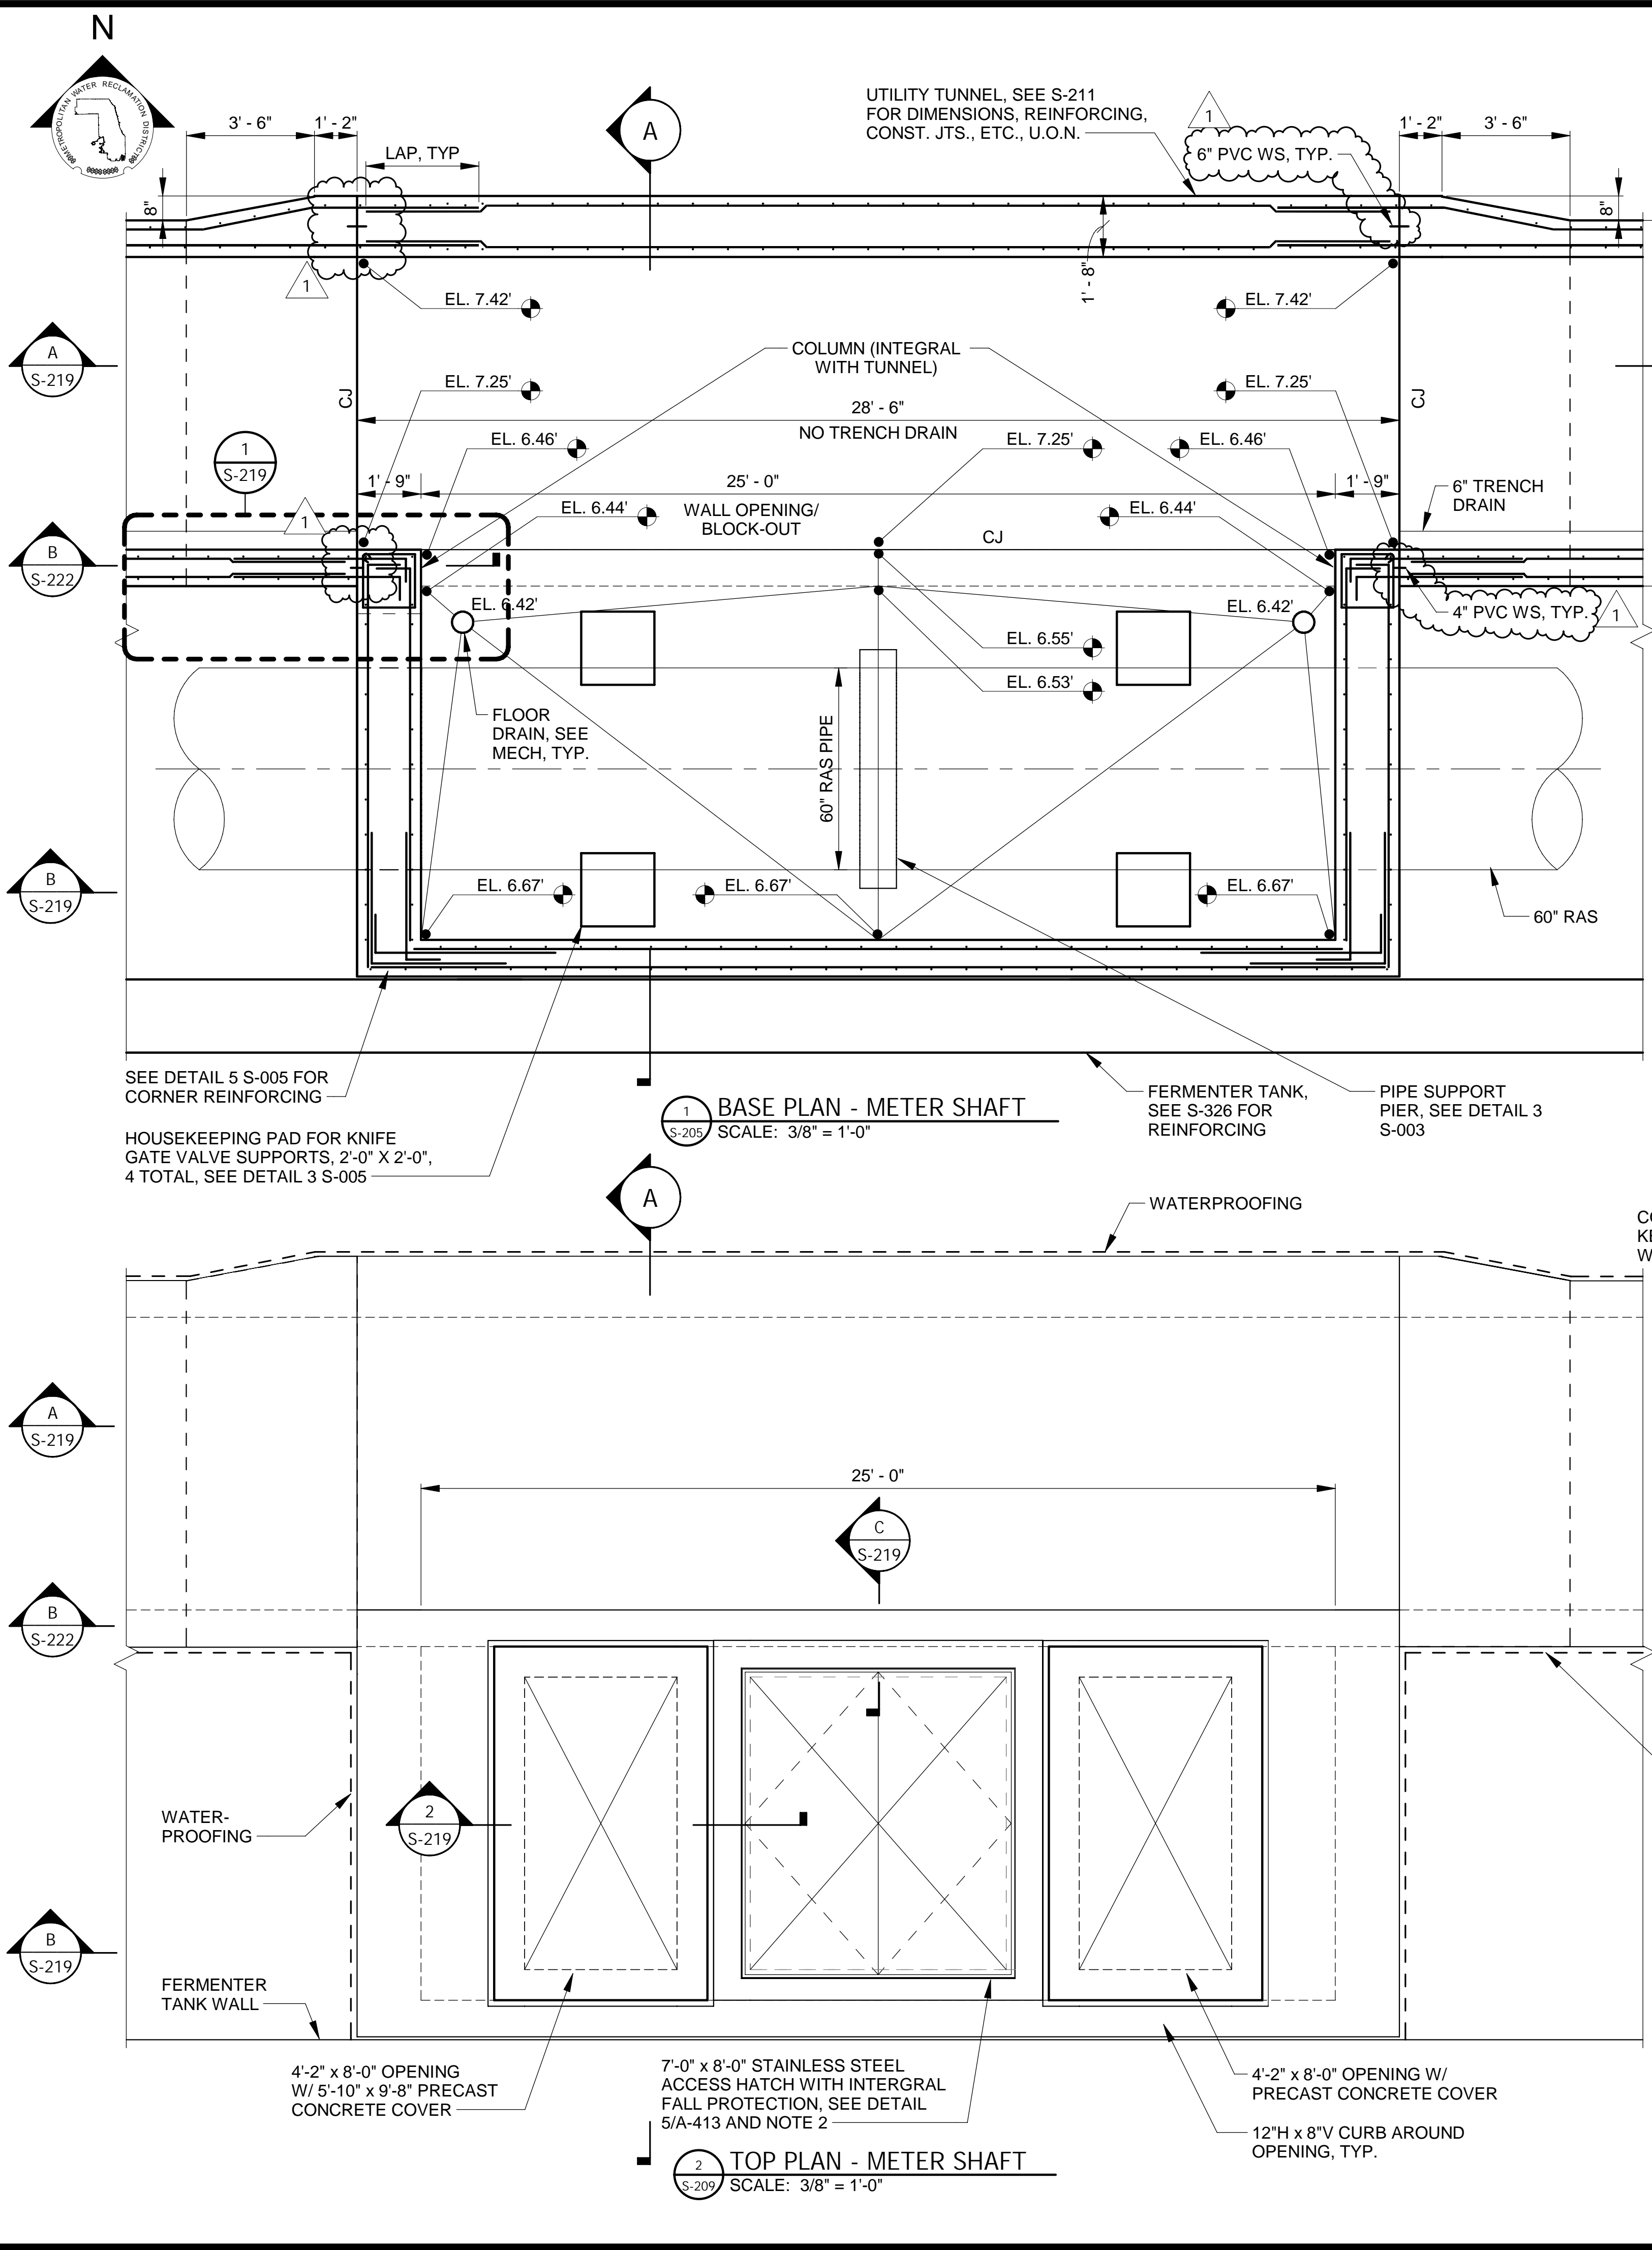 N
METROPOLITAN WATER RECLAMATION DISTRICT
3' - 6"
1' - 2"
LAP, TYP
A
UTILITY TUNNEL, SEE S-211
FOR DIMENSIONS, REINFORCING,
CONST. JTS., ETC., U.O.N.
1
6" PVC WS, TYP.
1' - 2"
3' - 6"
8"
8"
1' - 8"
1
EL. 7.42'
EL. 7.42'
A
S-219
COLUMN (INTEGRAL
WITH TUNNEL)
EL. 7.25'
EL. 7.25'
CJ
CJ
28' - 6"
NO TRENCH DRAIN
1
S-219
EL. 6.46'
EL. 7.25'
EL. 6.46'
1' - 9"
25' - 0"
1' - 9"
6" TRENCH
DRAIN
1
EL. 6.44'
WALL OPENING/
BLOCK-OUT
EL. 6.44'
CJ
B
S-222
EL. 6.42'
EL. 6.42'
4" PVC WS, TYP.
1
EL. 6.55'
EL. 6.53'
FLOOR
DRAIN, SEE
MECH, TYP.
60" RAS PIPE
B
S-219
EL. 6.67'
EL. 6.67'
EL. 6.67'
60" RAS
SEE DETAIL 5 S-005 FOR
CORNER REINFORCING
HOUSEKEEPING PAD FOR KNIFE
GATE VALVE SUPPORTS, 2'-0" X 2'-0",
4 TOTAL, SEE DETAIL 3 S-005
1
S-205
BASE PLAN - METER SHAFT
SCALE: 3/8" = 1'-0"
FERMENTER TANK,
SEE S-326 FOR
REINFORCING
PIPE SUPPORT
PIER, SEE DETAIL 3
S-003
A
WATERPROOFING
A
S-219
25' - 0"
C
S-219
B
S-222
WATER-
PROOFING
2
S-219
B
S-219
FERMENTER
TANK WALL
4'-2" x 8'-0" OPENING
W/ 5'-10" x 9'-8" PRECAST
CONCRETE COVER
7'-0" x 8'-0" STAINLESS STEEL
ACCESS HATCH WITH INTERGRAL
FALL PROTECTION, SEE DETAIL
5/A-413 AND NOTE 2
4'-2" x 8'-0" OPENING W/
PRECAST CONCRETE COVER
12"H x 8"V CURB AROUND
OPENING, TYP.
2
S-209
TOP PLAN - METER SHAFT
SCALE: 3/8" = 1'-0"